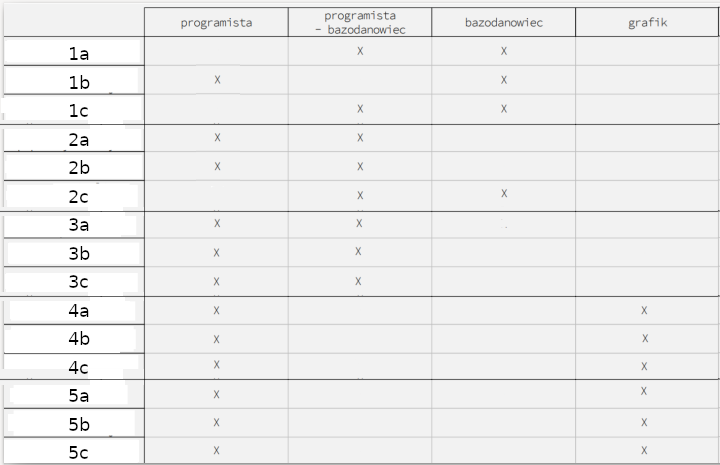 programista programista – bazodanowiec bazodanowiec grafik
1a X X
1b X X
1c X X
2a X X
2b X X
2c X X
3a X X
3b X X
3c X X
4a X X
4b X X
4c X X
5a X X
5b X X
5c X X